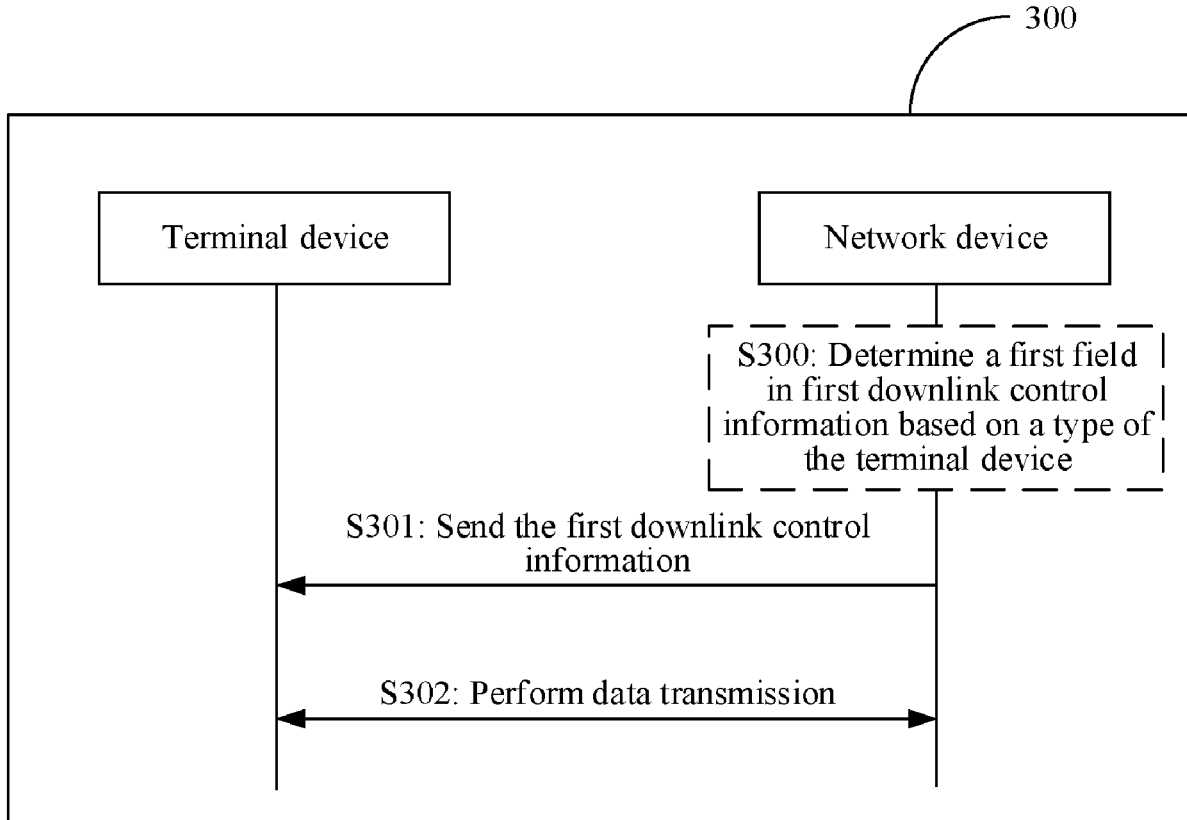 300
Terminal device
Network device
S300: Determine a first field
in first downlink control
information based on a type of
the terminal device
S301: Send the first downlink control
information
S302: Perform data transmission